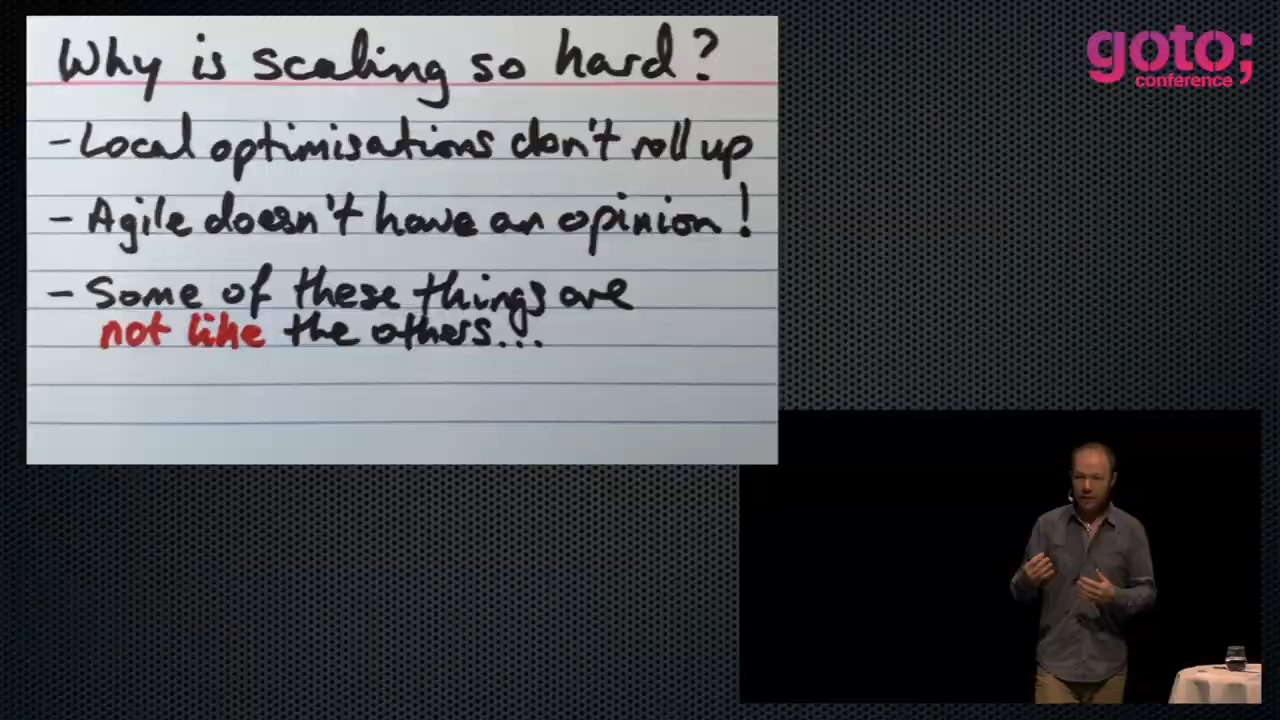 Why is scaling so hard?
- Local optimisations don't roll up
- Agile doesn't have an opinion!
- Some of these things are
not like the others...
goto;
conference